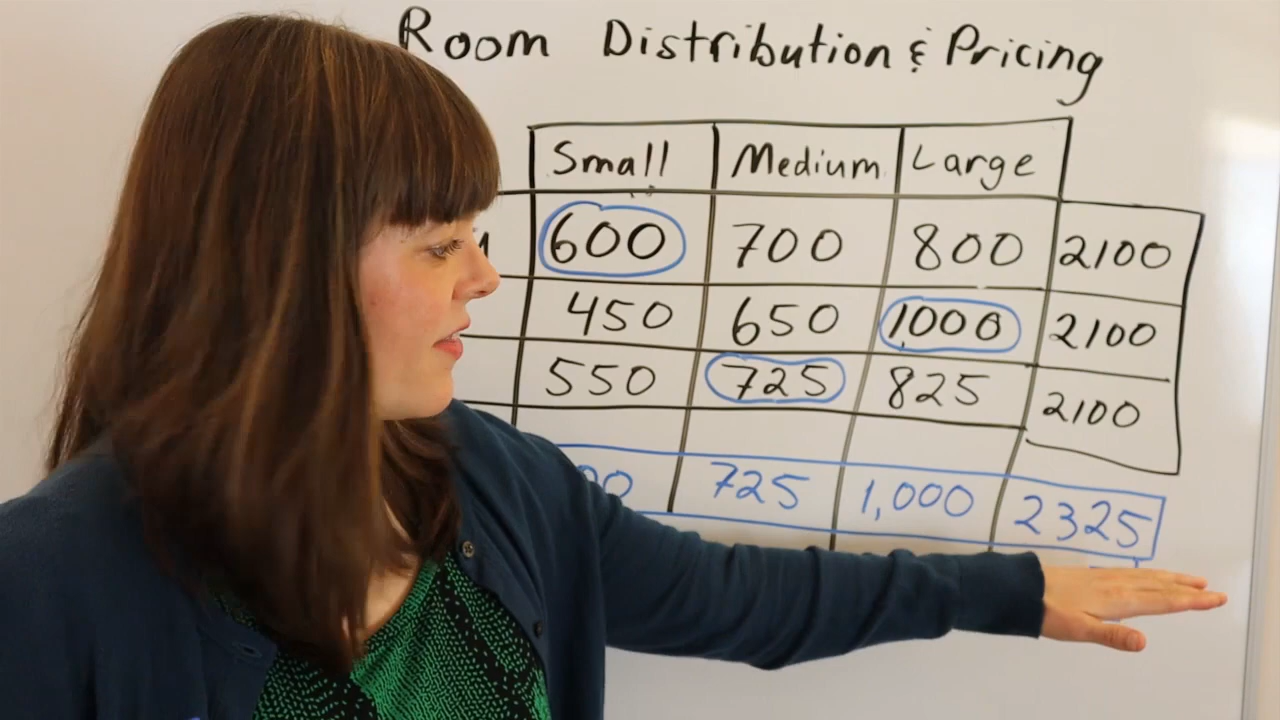 Room Distribution & Pricing
Small Medium Large
600 700 800 2100
450 650 1000 2100
550 725 825 2100
725 1,000 2325